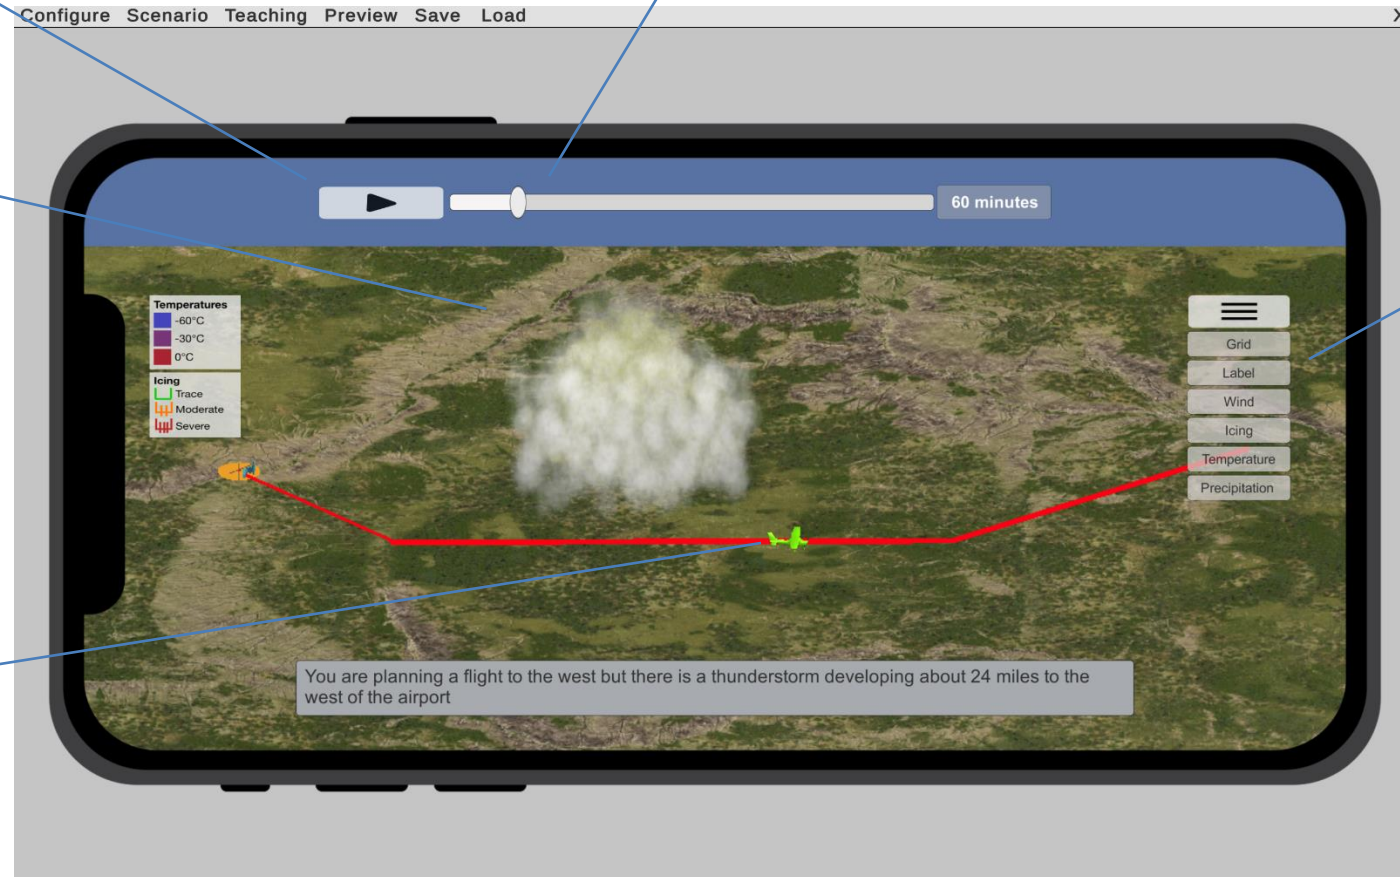 Configure Scenario Teaching Preview Save Load X
60 minutes
Temperatures
-60°C
-30°C
0°C
Icing
Trace
Moderate
Severe
Grid
Label
Wind
Icing
Temperature
Precipitation
You are planning a flight to the west but there is a thunderstorm developing about 24 miles to the
west of the airport